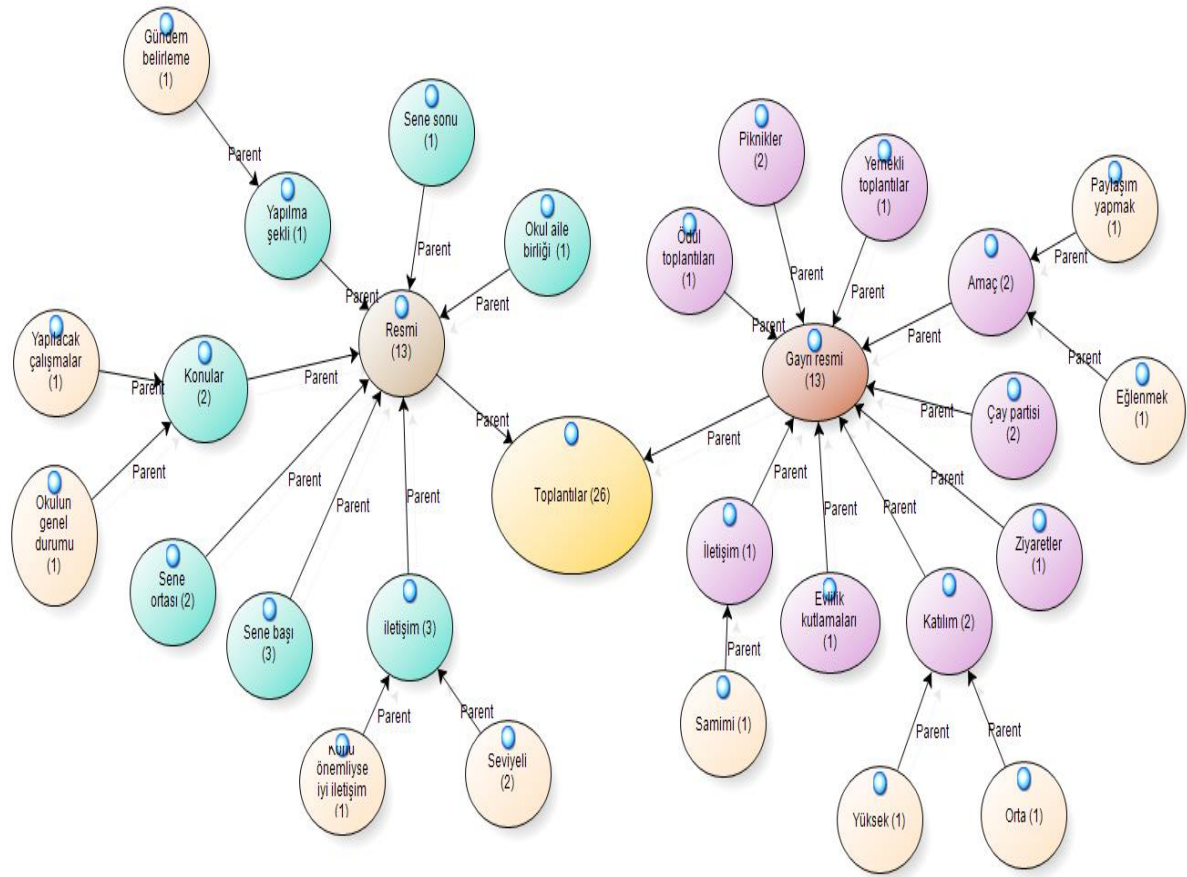 Gündem
belirleme
(1)
Parent
Sene sonu
(1)
Parent
Yapılma
şekli (1)
Parent
Okul aile
birliği (1)
Parent
Resmi
(13)
Parent
Yapılacak
çalışmalar
(1)
Parent
Konular
(2)
Parent
Okulun
genel
durumu
(1)
Parent
Sene
ortası (2)
Parent
Sene başı
(3)
Parent
iletişim (3)
Parent
Konu
önemliyse
iyi iletişim
(1)
Parent
Seviyeli
(2)
Parent
Toplantılar (26)
Piknikler
(2)
Parent
Yemekli
toplantılar
(1)
Parent
Ödül
toplantıları
(1)
Parent
Paylaşım
yapmak
(1)
Parent
Amaç (2)
Parent
Eğlenmek
(1)
Parent
Gayrı resmi
(13)
Parent
Çay partisi
(2)
Parent
Ziyaretler
(1)
Parent
İletişim (1)
Parent
Samimi (1)
Parent
Evlilik
kutlamaları
(1)
Parent
Katılım (2)
Parent
Yüksek (1)
Parent
Orta (1)
Parent